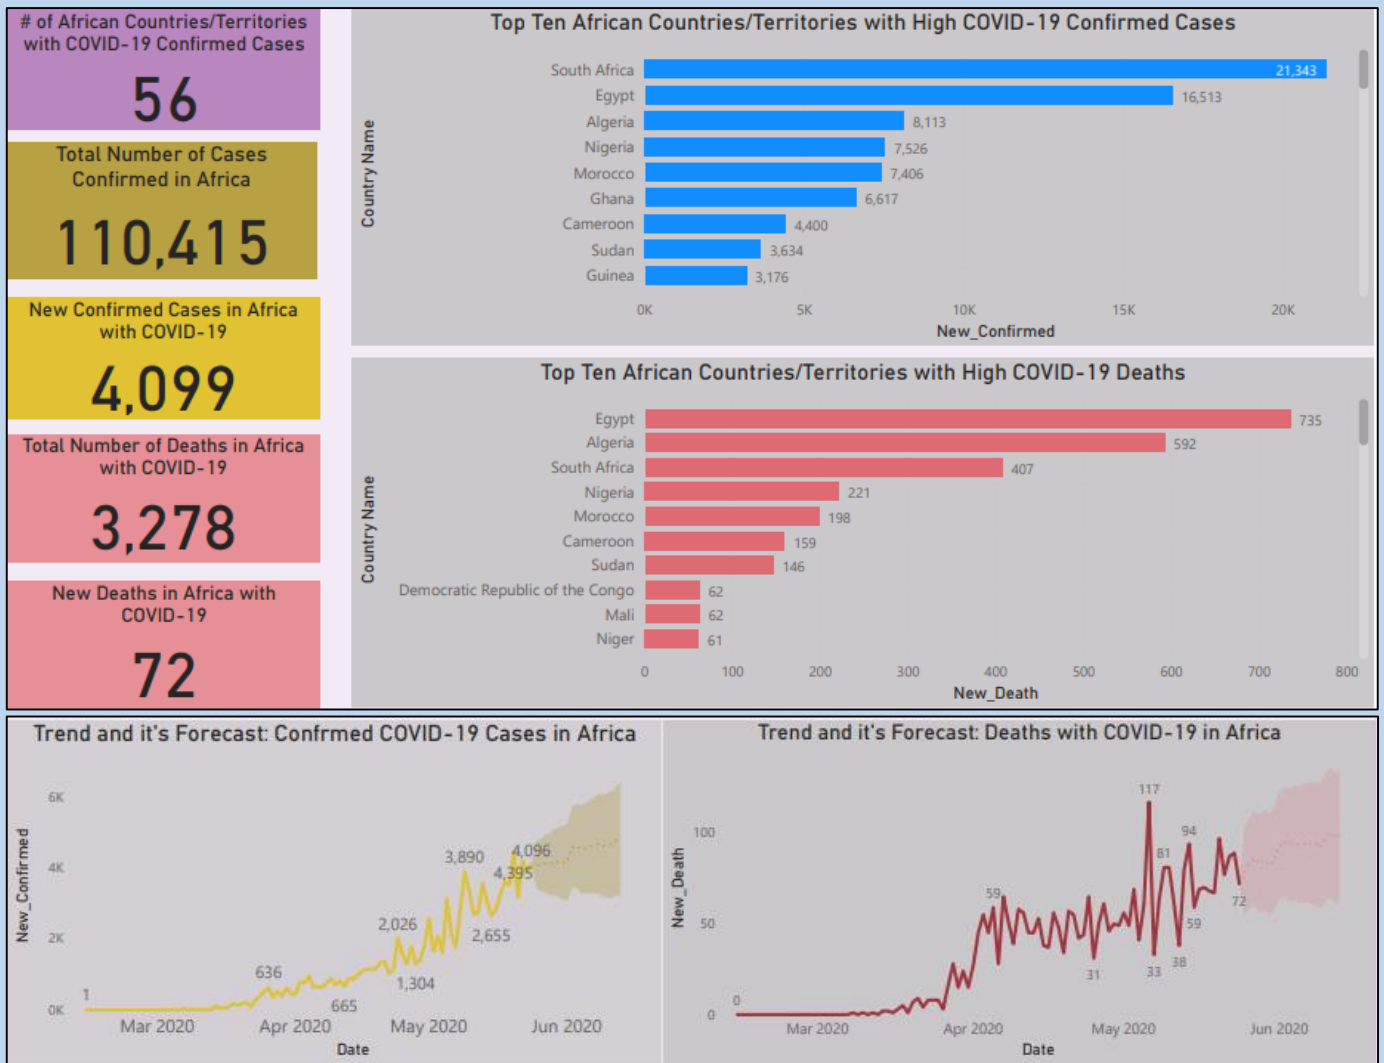 # of African Countries/Territories
with COVID-19 Confirmed Cases
56
Total Number of Cases
Confirmed in Africa
110,415
New Confirmed Cases in Africa
with COVID-19
4,099
Total Number of Deaths in Africa
with COVID-19
3,278
New Deaths in Africa with
COVID-19
72
Top Ten African Countries/Territories with High COVID-19 Confirmed Cases
Country Name
South Africa 21,343
Egypt 16,513
Algeria 8,113
Nigeria 7,526
Morocco 7,406
Ghana 6,617
Cameroon 4,400
Sudan 3,634
Guinea 3,176
0K 5K 10K 15K 20K
New_Confirmed
Top Ten African Countries/Territories with High COVID-19 Deaths
Country Name
Egypt 735
Algeria 592
South Africa 407
Nigeria 221
Morocco 198
Cameroon 159
Sudan 146
Democratic Republic of the Congo 62
Mali 62
Niger 61
0 100 200 300 400 500 600 700 800
New_Death
Trend and it's Forecast: Confrmed COVID-19 Cases in Africa
New_Confirmed
6K
4K
2K
0K
1
636
665
2,026
1,304
3,890
2,655
4,395
4,096
Mar 2020 Apr 2020 May 2020 Jun 2020
Date
Trend and it's Forecast: Deaths with COVID-19 in Africa
New_Death
100
50
0
0
59
31
117
33
81
38
94
59
72
Mar 2020 Apr 2020 May 2020 Jun 2020
Date